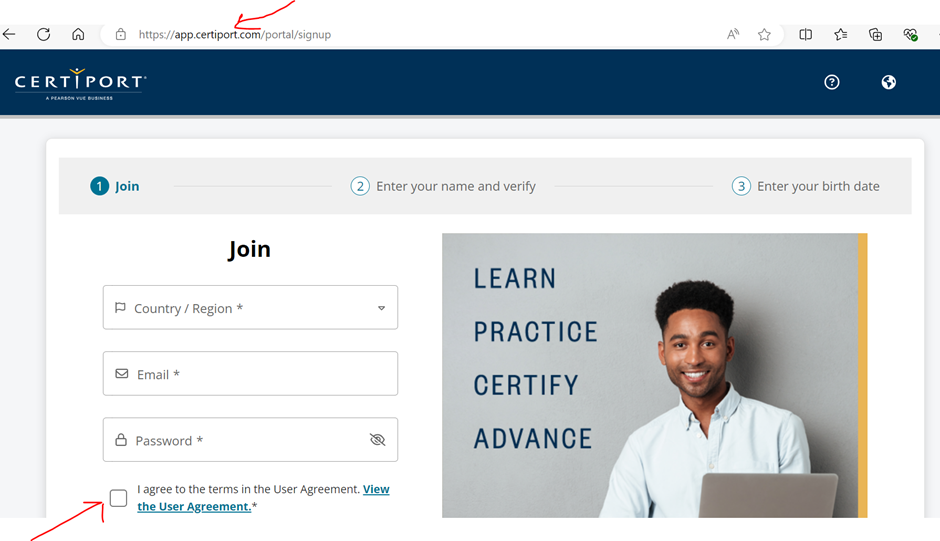 https://app.certiport.com/portal/signup
CERTIPORT
A PEARSON VUE BUSINESS
1 Join
2 Enter your name and verify
3 Enter your birth date
Join
Country / Region *
Email *
Password *
I agree to the terms in the User Agreement. View
the User Agreement.*
LEARN
PRACTICE
CERTIFY
ADVANCE